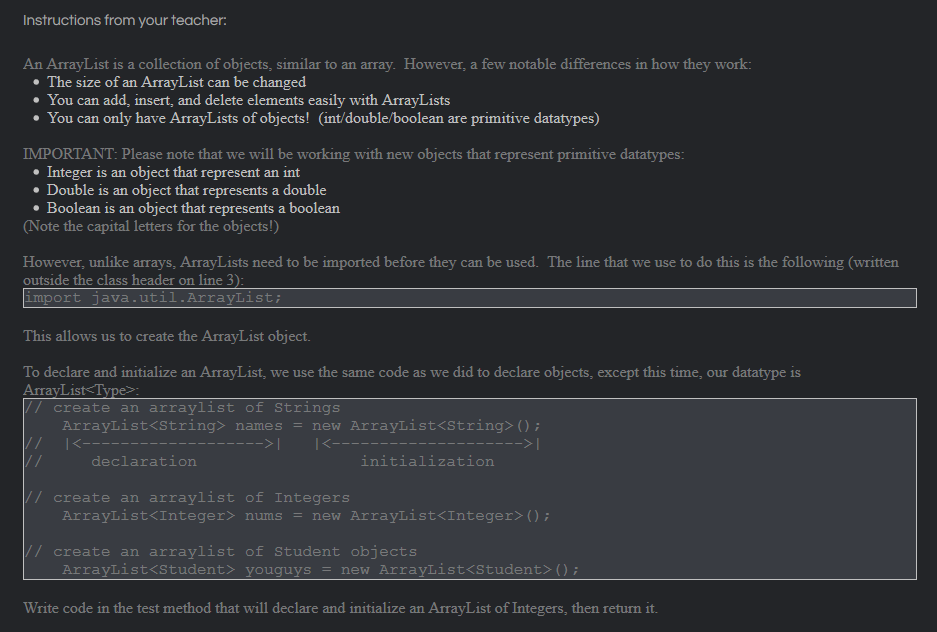 Instructions from your teacher:
An ArrayList is a collection of objects, similar to an array.  However, a few notable differences in how they work:
• The size of an ArrayList can be changed
• You can add, insert, and delete elements easily with ArrayLists
• You can only have ArrayLists of objects!  (int/double/boolean are primitive datatypes)
IMPORTANT: Please note that we will be working with new objects that represent primitive datatypes:
• Integer is an object that represent an int
• Double is an object that represents a double
• Boolean is an object that represents a boolean
(Note the capital letters for the objects!)
However, unlike arrays, ArrayLists need to be imported before they can be used.  The line that we use to do this is the following (written
outside the class header on line 3):
import java.util.ArrayList;
This allows us to create the ArrayList object.
To declare and initialize an ArrayList, we use the same code as we did to declare objects, except this time, our datatype is
ArrayList<Type>:
// create an arraylist of Strings
    ArrayList<String> names = new ArrayList<String>();
//  |<------------------->|   |<-------------------->|
//     declaration                 initialization
// create an arraylist of Integers
    ArrayList<Integer> nums = new ArrayList<Integer>();
// create an arraylist of Student objects
    ArrayList<Student> youguys = new ArrayList<Student>();
Write code in the test method that will declare and initialize an ArrayList of Integers, then return it.